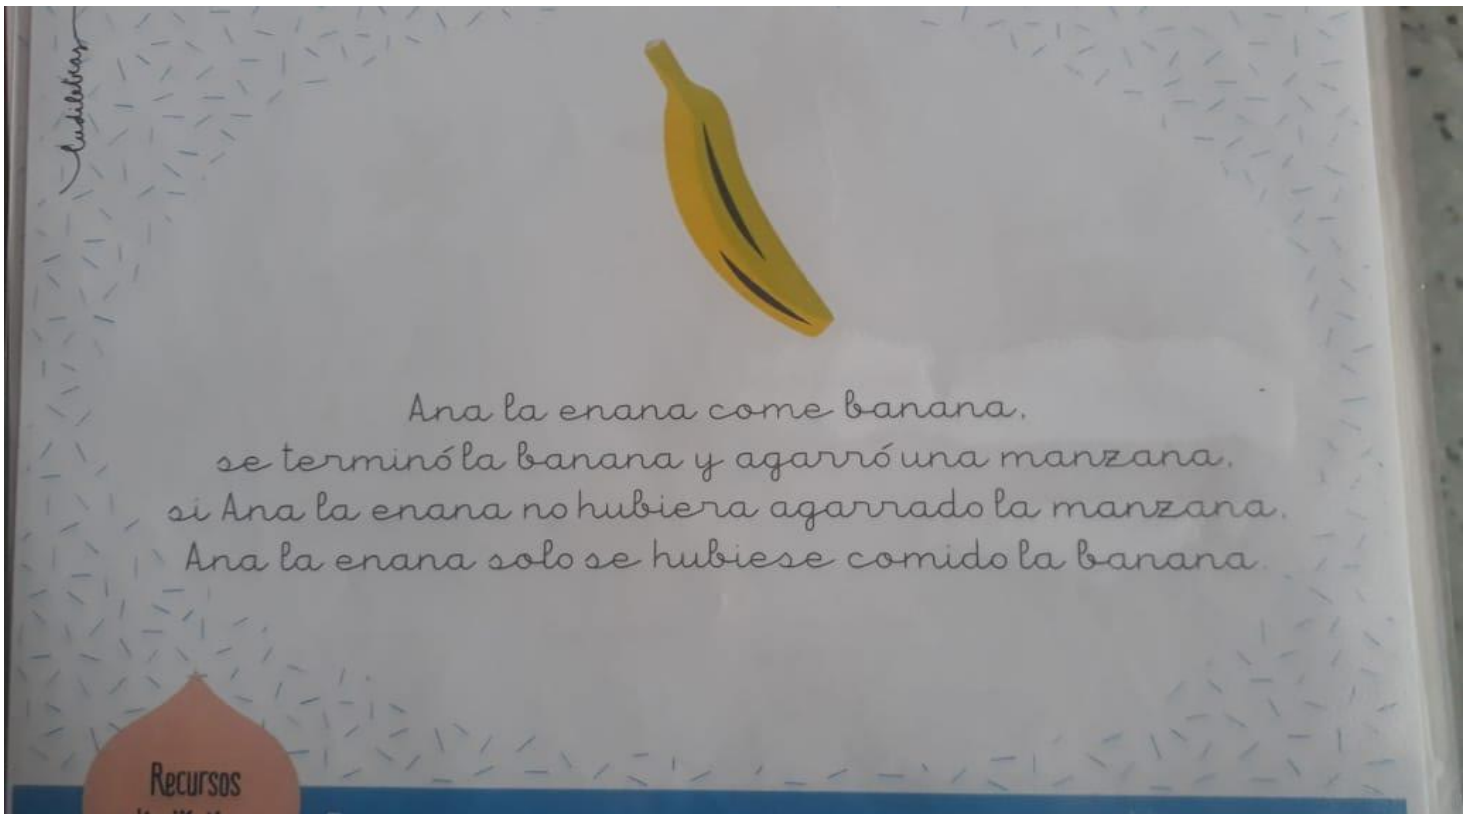 Ludiletras
Ana la enana come banana,
se terminó la banana y agarró una manzana.
si Ana la enana no hubiera agarrado la manzana.
Ana la enana solo se hubiese comido la banana.
Recursos